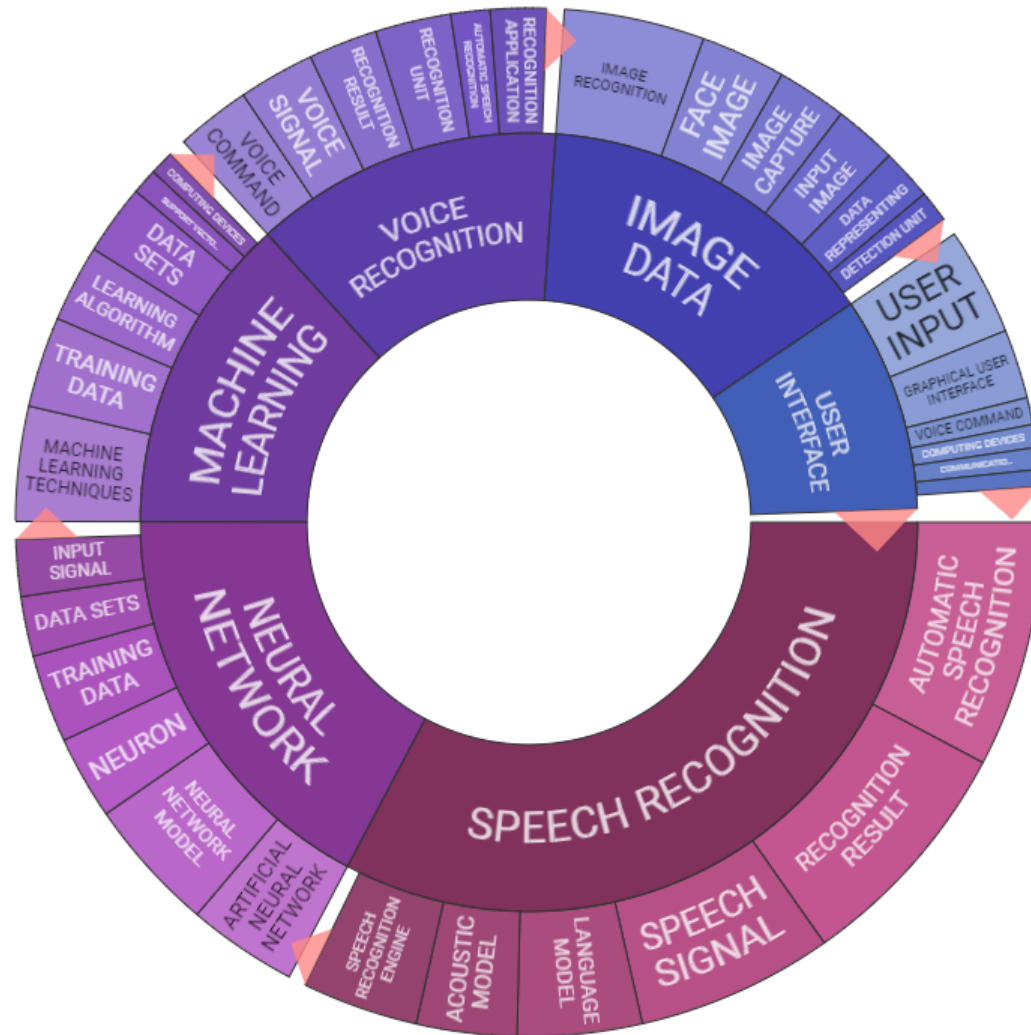 IMAGE
DATA
IMAGE
RECOGNITION
FACE
IMAGE
IMAGE
CAPTURE
INPUT
IMAGE
DATA
REPRESENTING
DETECTION UNIT
USER
INTERFACE
USER
INPUT
GRAPHICAL USER
INTERFACE
VOICE COMMAND
COMPUTING DEVICES
COMMUNICATIO...
SPEECH RECOGNITION
AUTOMATIC
SPEECH
RECOGNITION
RECOGNITION
RESULT
SPEECH
SIGNAL
LANGUAGE
MODEL
ACOUSTIC
MODEL
SPEECH
RECOGNITION
ENGINE
NEURAL
NETWORK
ARTIFICIAL
NEURAL
NETWORK
NEURAL
NETWORK
MODEL
NEURON
TRAINING
DATA
DATA SETS
INPUT
SIGNAL
MACHINE
LEARNING
MACHINE
LEARNING
TECHNIQUES
TRAINING
DATA
LEARNING
ALGORITHM
DATA
SETS
SUPPORT VECTO...
COMPUTING DEVICES
VOICE
RECOGNITION
VOICE
COMMAND
VOICE
SIGNAL
RECOGNITION
RESULT
RECOGNITION
UNIT
AUTOMATIC SPEECH
RECOGNITION
RECOGNITION
APPLICATION